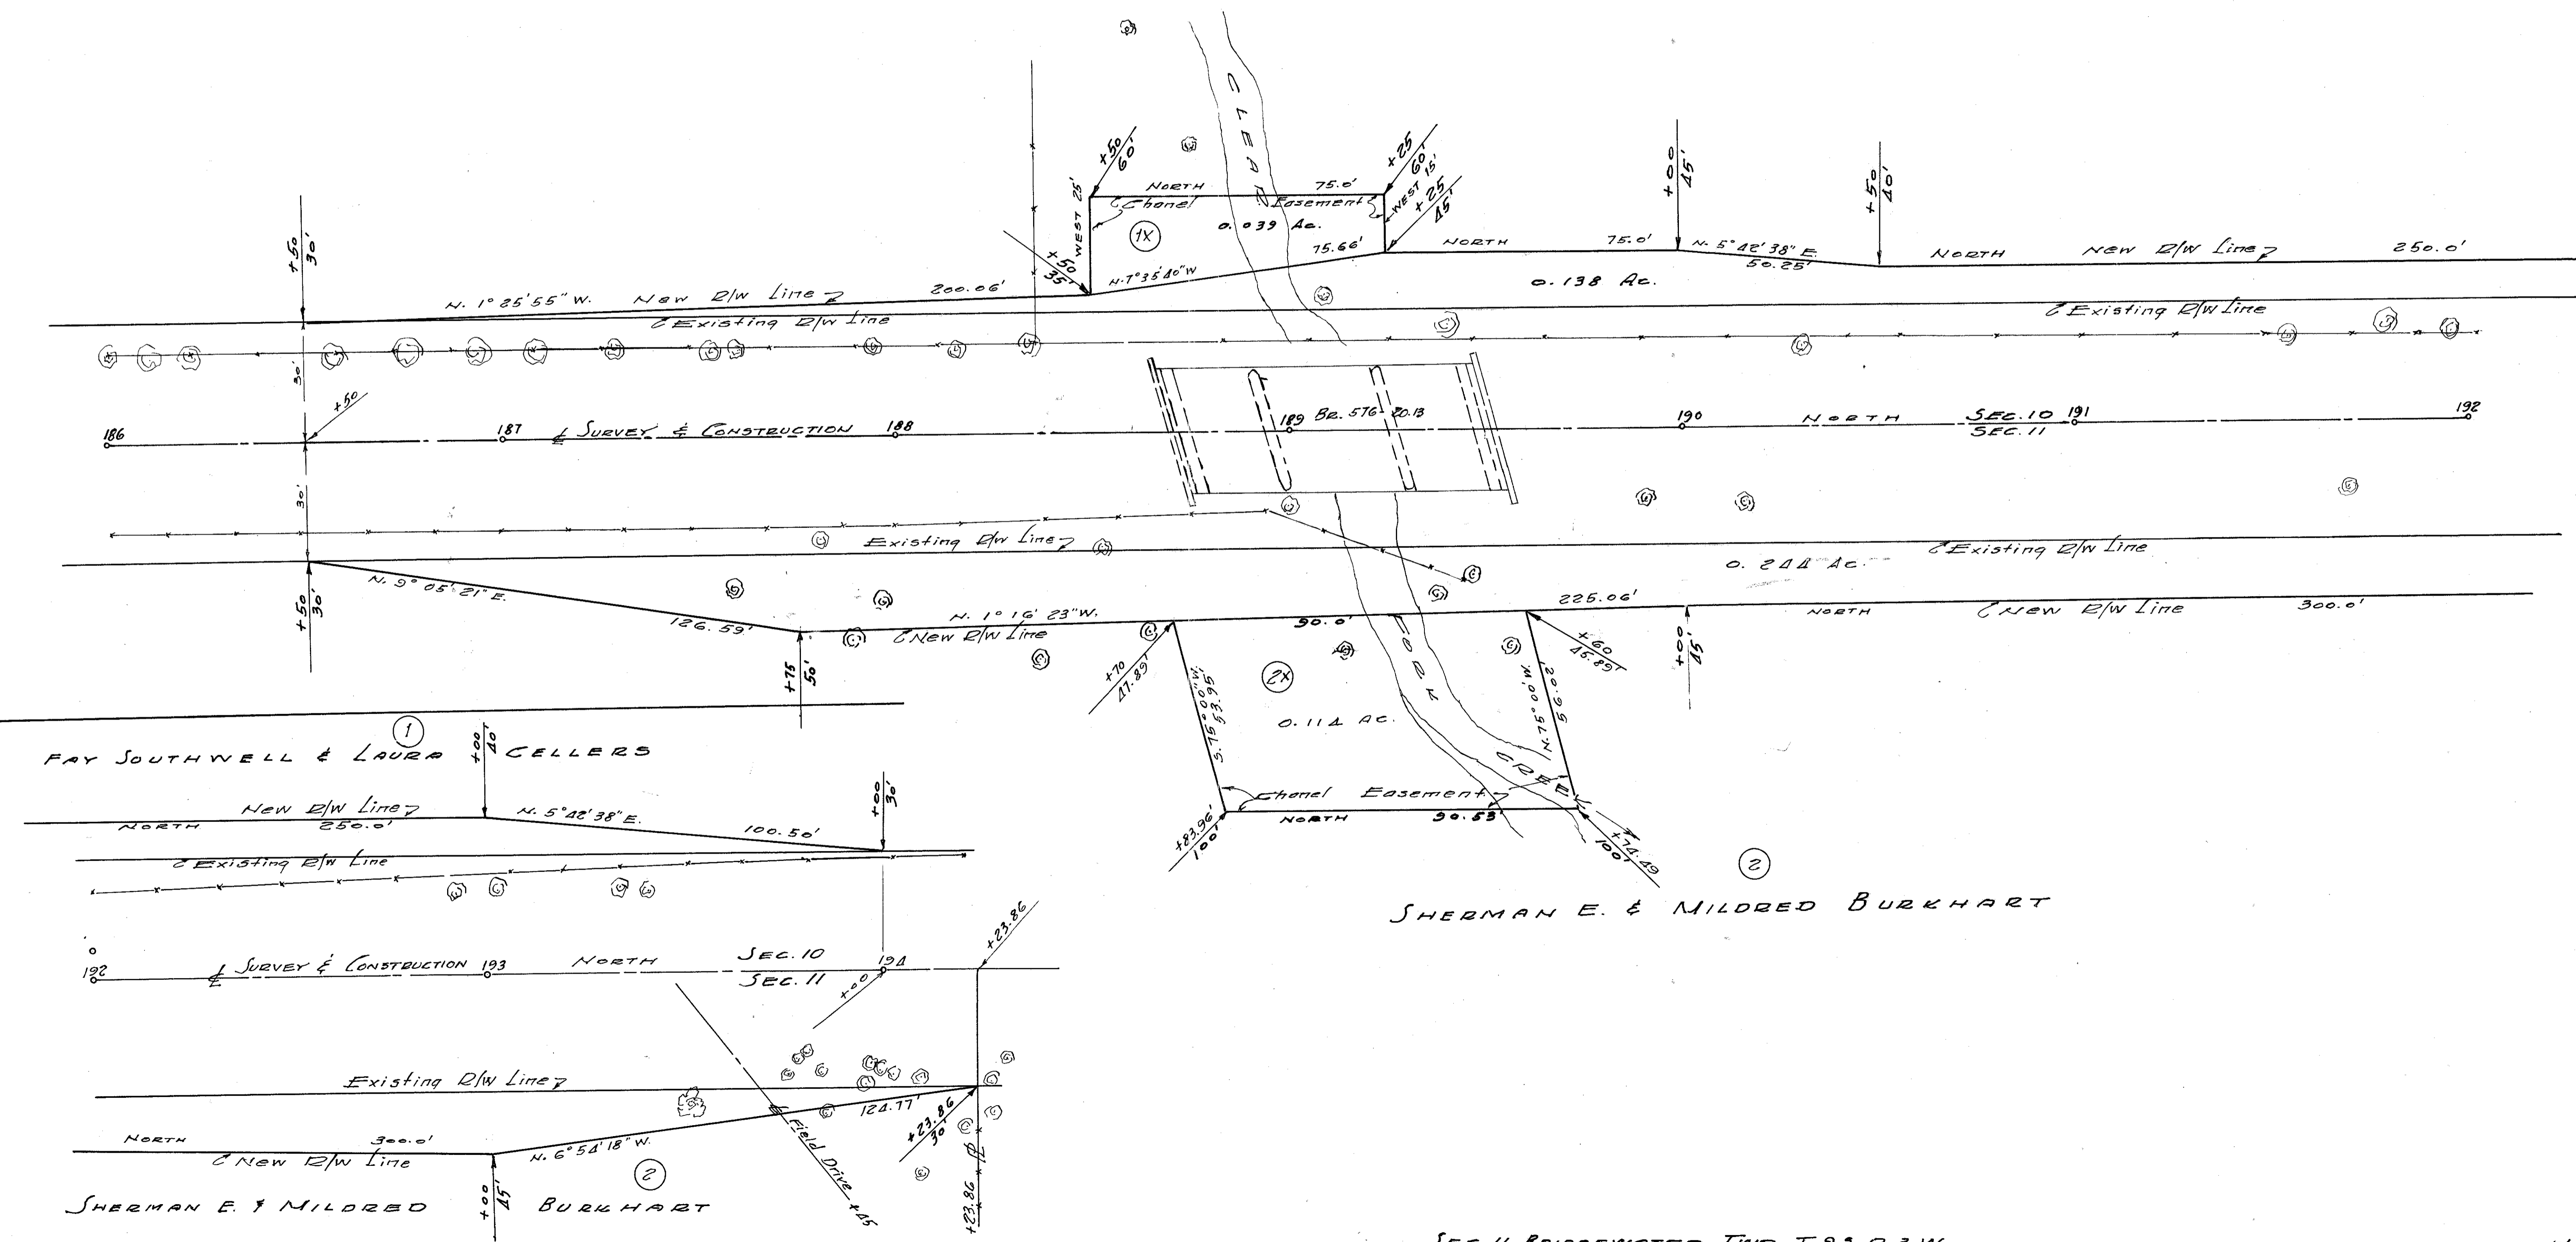 CLEAR
+50
60'
+25
60'
WEST 15'
+25
45'
+00
45'
+50
40'
NORTH 75.0'
WEST 25'
Chanel Easement
0.039 Ac.
1X
75.66'
N. 7° 35' 40" W
+50
35'
+50
30'
N. 1° 25' 55" W. New R/W Line 200.06'
NORTH 75.0'
N. 5° 42' 38" E.
50.25'
NORTH New R/W Line 250.0'
0.138 Ac.
Existing R/W Line
Existing R/W Line
30'
+50
186 187 ℄ SURVEY & CONSTRUCTION 188 189 Br. 576-20.13 190 NORTH SEC. 10 191 192
SEC. 11
30'
Existing R/W Line
Existing R/W Line
0.244 Ac.
+50
30'
N. 9° 05' 21" E.
126.59'
N. 1° 16' 23" W.
New R/W Line
90.0'
225.06'
NORTH New R/W Line 300.0'
+75
50'
+70
47.89'
+60
45.89'
+00
45'
FORK
2X
0.114 AC.
S. 75° 00' W.
53.95'
N. 75° 00' W.
55.02'
CREEK
Chanel Easement
NORTH 90.53'
+83.96
100'
+74.49
100'
2
SHERMAN E. & MILDRED BURKHART
1
FAY SOUTHWELL & LAURA CELLERS
+00
40'
+00
30'
New R/W Line
NORTH 250.0'
N. 5° 42' 38" E.
100.50'
Existing R/W Line
+23.86
192 ℄ SURVEY & CONSTRUCTION 193 NORTH SEC. 10 194
SEC. 11
+00
Existing R/W Line
124.77'
+23.86
30'
NORTH 300.0'
New R/W Line
N. 6° 54' 18" W.
Field Drive +45
+23.86 ℄
2
+00
45'
SHERMAN E. & MILDRED BURKHART